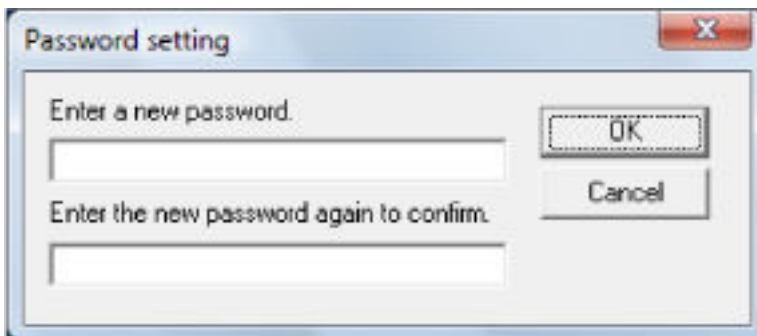 Password setting
Enter a new password.
OK
Cancel
Enter the new password again to confirm.